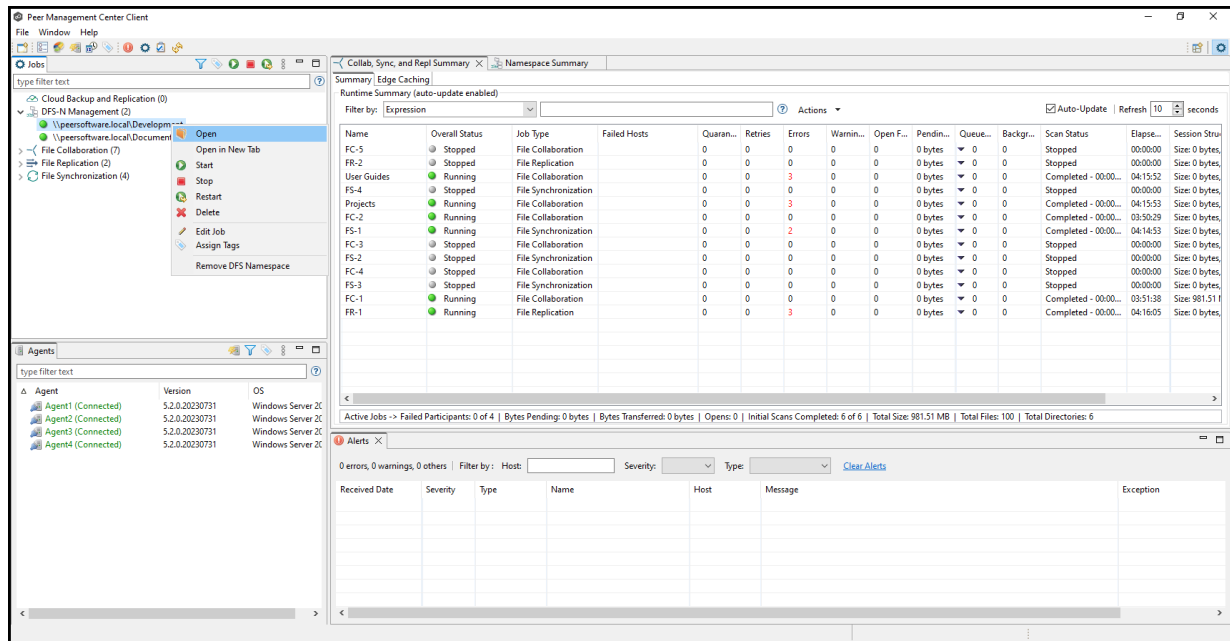 Peer Management Center Client
File Window Help
Jobs
type filter text
Cloud Backup and Replication (0)
DFS-N Management (2)
\\peersoftware.local\Development
\\peersoftware.local\Document
File Collaboration (7)
File Replication (2)
File Synchronization (4)
Open
Open in New Tab
Start
Stop
Restart
Delete
Edit Job
Assign Tags
Remove DFS Namespace
Agents
type filter text
Agent Version OS
Agent1 (Connected) 5.2.0.20230731 Windows Server 20
Agent2 (Connected) 5.2.0.20230731 Windows Server 20
Agent3 (Connected) 5.2.0.20230731 Windows Server 20
Agent4 (Connected) 5.2.0.20230731 Windows Server 20
Collab, Sync, and Repl Summary Namespace Summary
Summary Edge Caching
Runtime Summary (auto-update enabled)
Filter by: Expression Actions Auto-Update Refresh 10 seconds
Name Overall Status Job Type Failed Hosts Quaran... Retries Errors Warnin... Open F... Pendin... Queue... Backgr... Scan Status Elapse... Session Stru
FC-5 Stopped File Collaboration 0 0 0 0 0 0 bytes 0 0 Stopped 00:00:00 Size: 0 bytes,
FR-2 Stopped File Replication 0 0 0 0 0 0 bytes 0 0 Stopped 00:00:00 Size: 0 bytes,
User Guides Running File Collaboration 0 0 3 0 0 0 bytes 0 0 Completed - 00:00... 04:15:52 Size: 0 bytes,
FS-4 Stopped File Synchronization 0 0 0 0 0 0 bytes 0 0 Stopped 00:00:00 Size: 0 bytes,
Projects Running File Collaboration 0 0 3 0 0 0 bytes 0 0 Completed - 00:00... 04:15:53 Size: 0 bytes,
FC-2 Running File Collaboration 0 0 0 0 0 0 bytes 0 0 Completed - 00:00... 03:50:29 Size: 0 bytes,
FS-1 Running File Synchronization 0 0 2 0 0 0 bytes 0 0 Completed - 00:00... 04:14:53 Size: 0 bytes,
FC-3 Stopped File Collaboration 0 0 0 0 0 0 bytes 0 0 Stopped 00:00:00 Size: 0 bytes,
FS-2 Stopped File Synchronization 0 0 0 0 0 0 bytes 0 0 Stopped 00:00:00 Size: 0 bytes,
FC-4 Stopped File Collaboration 0 0 0 0 0 0 bytes 0 0 Stopped 00:00:00 Size: 0 bytes,
FS-3 Stopped File Synchronization 0 0 0 0 0 0 bytes 0 0 Stopped 00:00:00 Size: 0 bytes,
FC-1 Running File Collaboration 0 0 0 0 0 0 bytes 0 0 Completed - 00:00... 03:51:38 Size: 981.51
FR-1 Running File Replication 0 0 3 0 0 0 bytes 0 0 Completed - 00:00... 04:16:05 Size: 0 bytes,
Active Jobs -> Failed Participants: 0 of 4 | Bytes Pending: 0 bytes | Bytes Transferred: 0 bytes | Opens: 0 | Initial Scans Completed: 6 of 6 | Total Size: 981.51 MB | Total Files: 100 | Total Directories: 6
Alerts
0 errors, 0 warnings, 0 others Filter by : Host: Severity: Type: Clear Alerts
Received Date Severity Type Name Host Message Exception